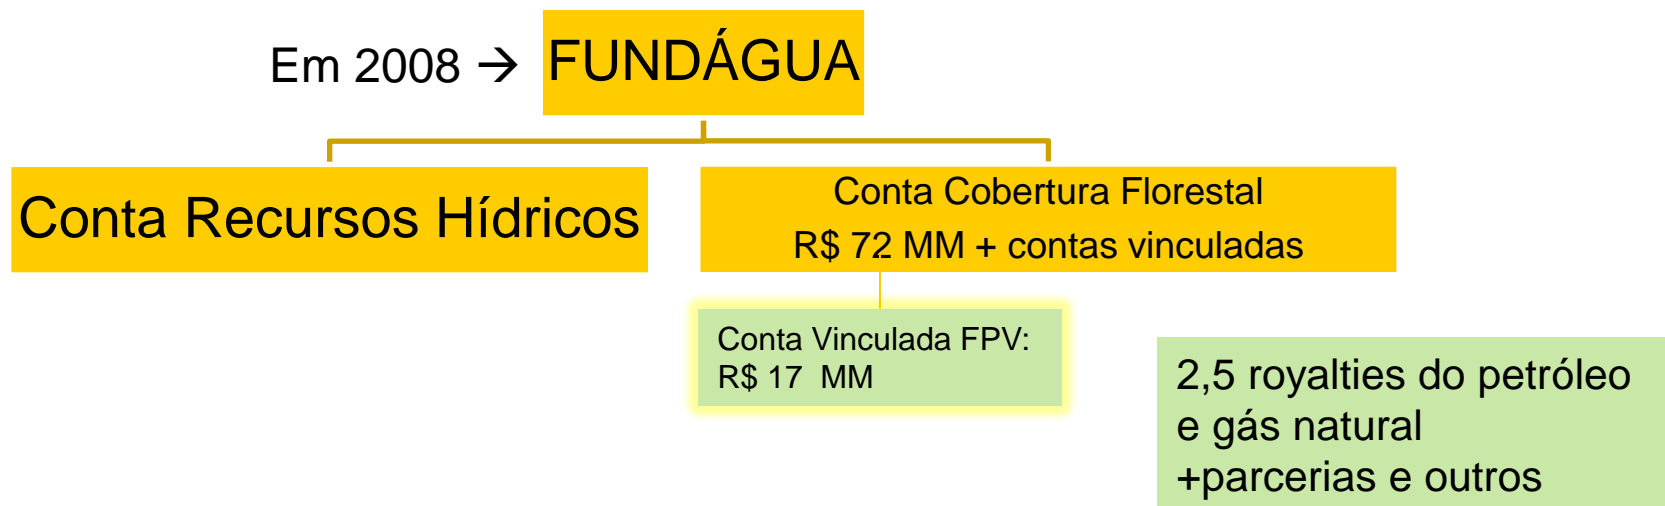 Em 2008 → FUNDÁGUA
Conta Recursos Hídricos
Conta Cobertura Florestal
R$ 72 MM + contas vinculadas
Conta Vinculada FPV:
R$ 17 MM
2,5 royalties do petróleo
e gás natural
+parcerias e outros